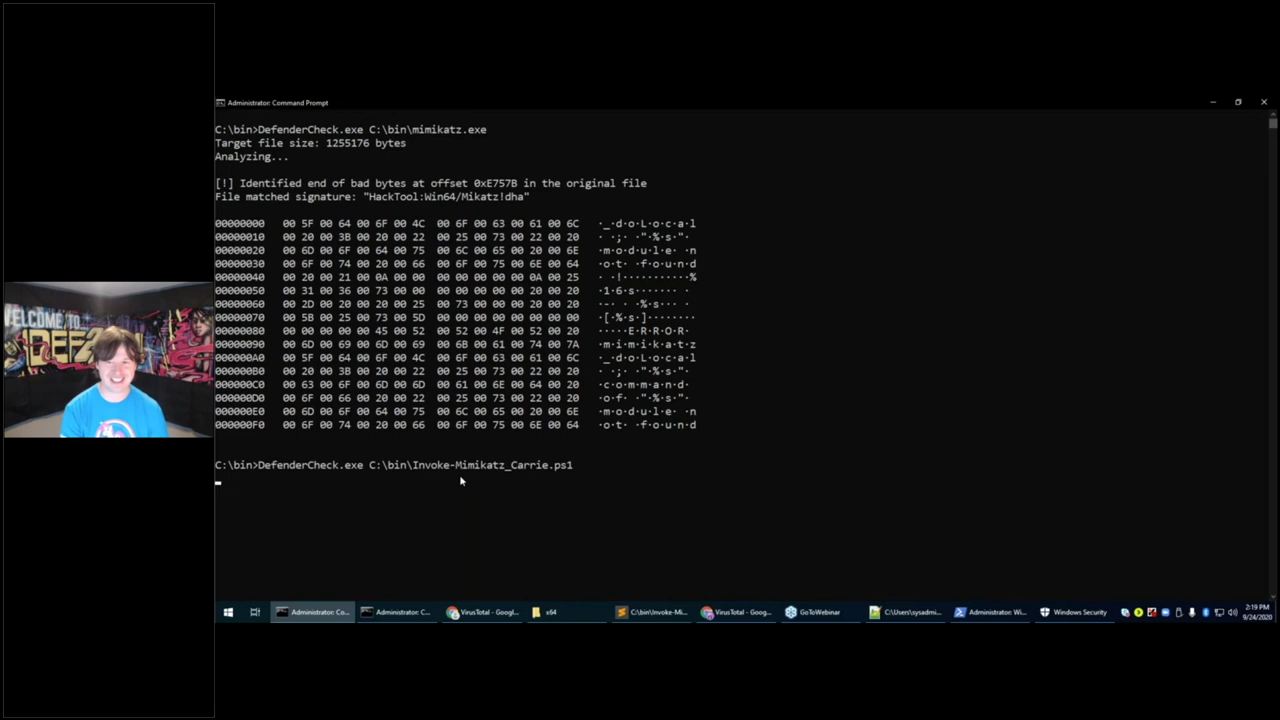 WELCOME TO...
Administrator: Command Prompt
C:\bin>DefenderCheck.exe C:\bin\mimikatz.exe
Target file size: 1255176 bytes
Analyzing...
[!] Identified end of bad bytes at offset 0xE757B in the original file
File matched signature: "HackTool:Win64/Mikatz!dha"
00000000 00 5F 00 64 00 6F 00 4C 00 6F 00 63 00 61 00 6C ·_·d·o·L·o·c·a·l
00000010 00 20 00 3B 00 20 00 22 00 25 00 73 00 22 00 20 · ·;· ·"·%·s·"·
00000020 00 6D 00 6F 00 64 00 75 00 6C 00 65 00 20 00 6E ·m·o·d·u·l·e· ·n
00000030 00 6F 00 74 00 20 00 66 00 6F 00 75 00 6E 00 64 ·o·t· ·f·o·u·n·d
00000040 00 20 00 21 00 0A 00 00 00 00 00 00 00 0A 00 25 · ·!···········%
00000050 00 31 00 36 00 73 00 00 00 00 00 00 00 20 00 20 ·1·6·s······· ·
00000060 00 2D 00 20 00 20 00 25 00 73 00 00 00 20 00 20 ·-· · ·%·s··· ·
00000070 00 5B 00 25 00 73 00 5D 00 00 00 00 00 00 00 00 ·[·%·s·]········
00000080 00 00 00 00 00 45 00 52 00 52 00 4F 00 52 00 20 ·····E·R·R·O·R·
00000090 00 6D 00 69 00 6D 00 69 00 6B 00 61 00 74 00 7A ·m·i·m·i·k·a·t·z
000000A0 00 5F 00 64 00 6F 00 4C 00 6F 00 63 00 61 00 6C ·_·d·o·L·o·c·a·l
000000B0 00 20 00 3B 00 20 00 22 00 25 00 73 00 22 00 20 · ·;· ·"·%·s·"·
000000C0 00 63 00 6F 00 6D 00 6D 00 61 00 6E 00 64 00 20 ·c·o·m·m·a·n·d·
000000D0 00 6F 00 66 00 20 00 22 00 25 00 73 00 22 00 20 ·o·f· ·"·%·s·"·
000000E0 00 6D 00 6F 00 64 00 75 00 6C 00 65 00 20 00 6E ·m·o·d·u·l·e· ·n
000000F0 00 6F 00 74 00 20 00 66 00 6F 00 75 00 6E 00 64 ·o·t· ·f·o·u·n·d
C:\bin>DefenderCheck.exe C:\bin\Invoke-Mimikatz_Carrie.ps1
Administrator: Co... Administrator: C... VirusTotal - Googl... x64 C:\bin\Invoke-Mi... VirusTotal - Goog... GoToWebinar C:\Users\sysadmi... Administrator: Wi... Windows Security
2:19 PM
9/24/2020